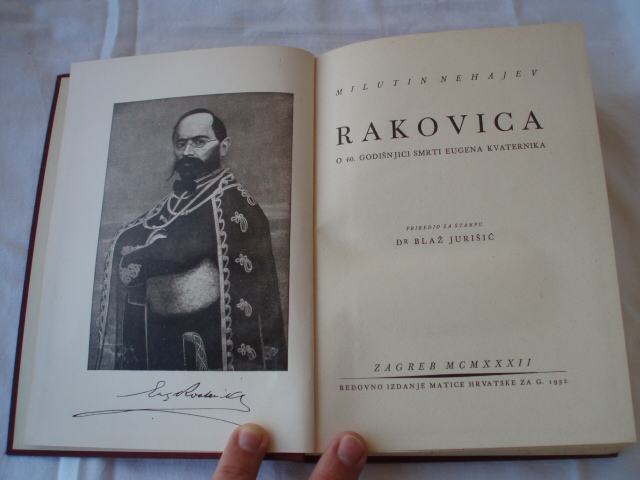 MILUTIN NEHAJEV
RAKOVICA
O 60. GODIŠNJICI SMRTI EUGENA KVATERNIKA
PRIREDIO ZA ŠTAMPU
DR BLAŽ JURIŠIĆ
ZAGREB MCMXXXII
REDOVNO IZDANJE MATICE HRVATSKE ZA G. 1932